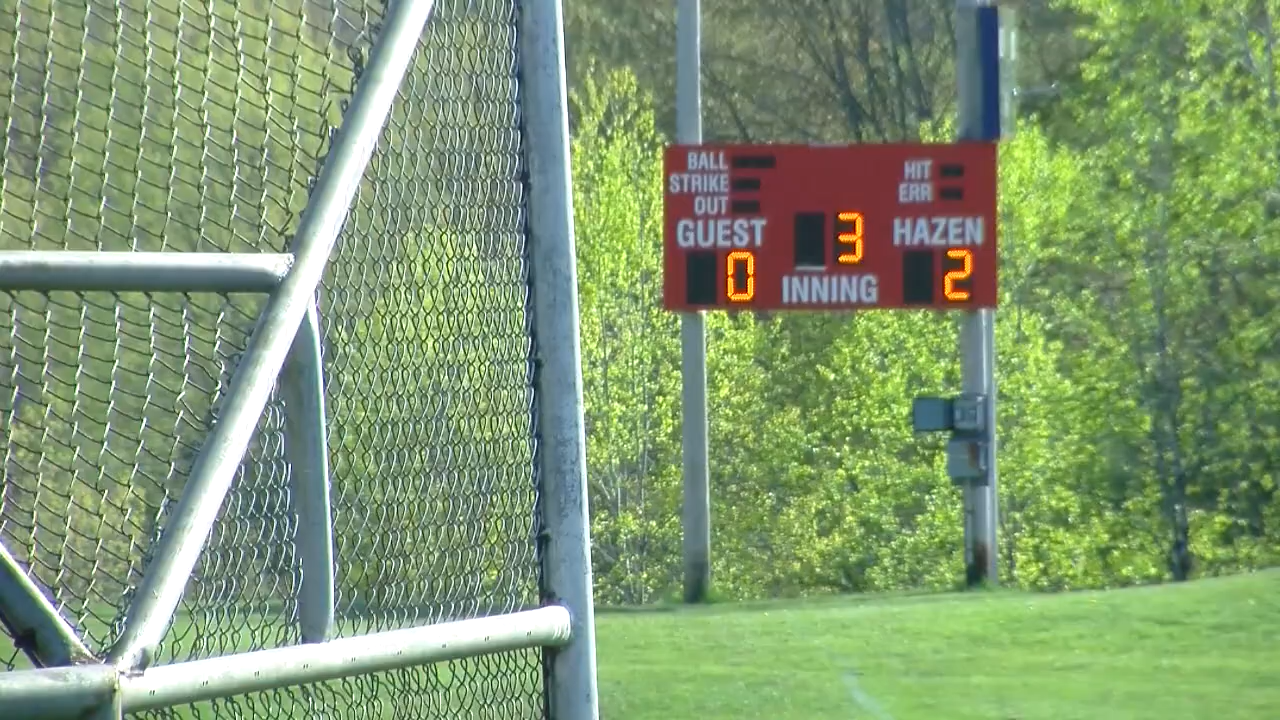 BALL
STRIKE
OUT
HIT
ERR
GUEST 3 HAZEN
0 INNING 2